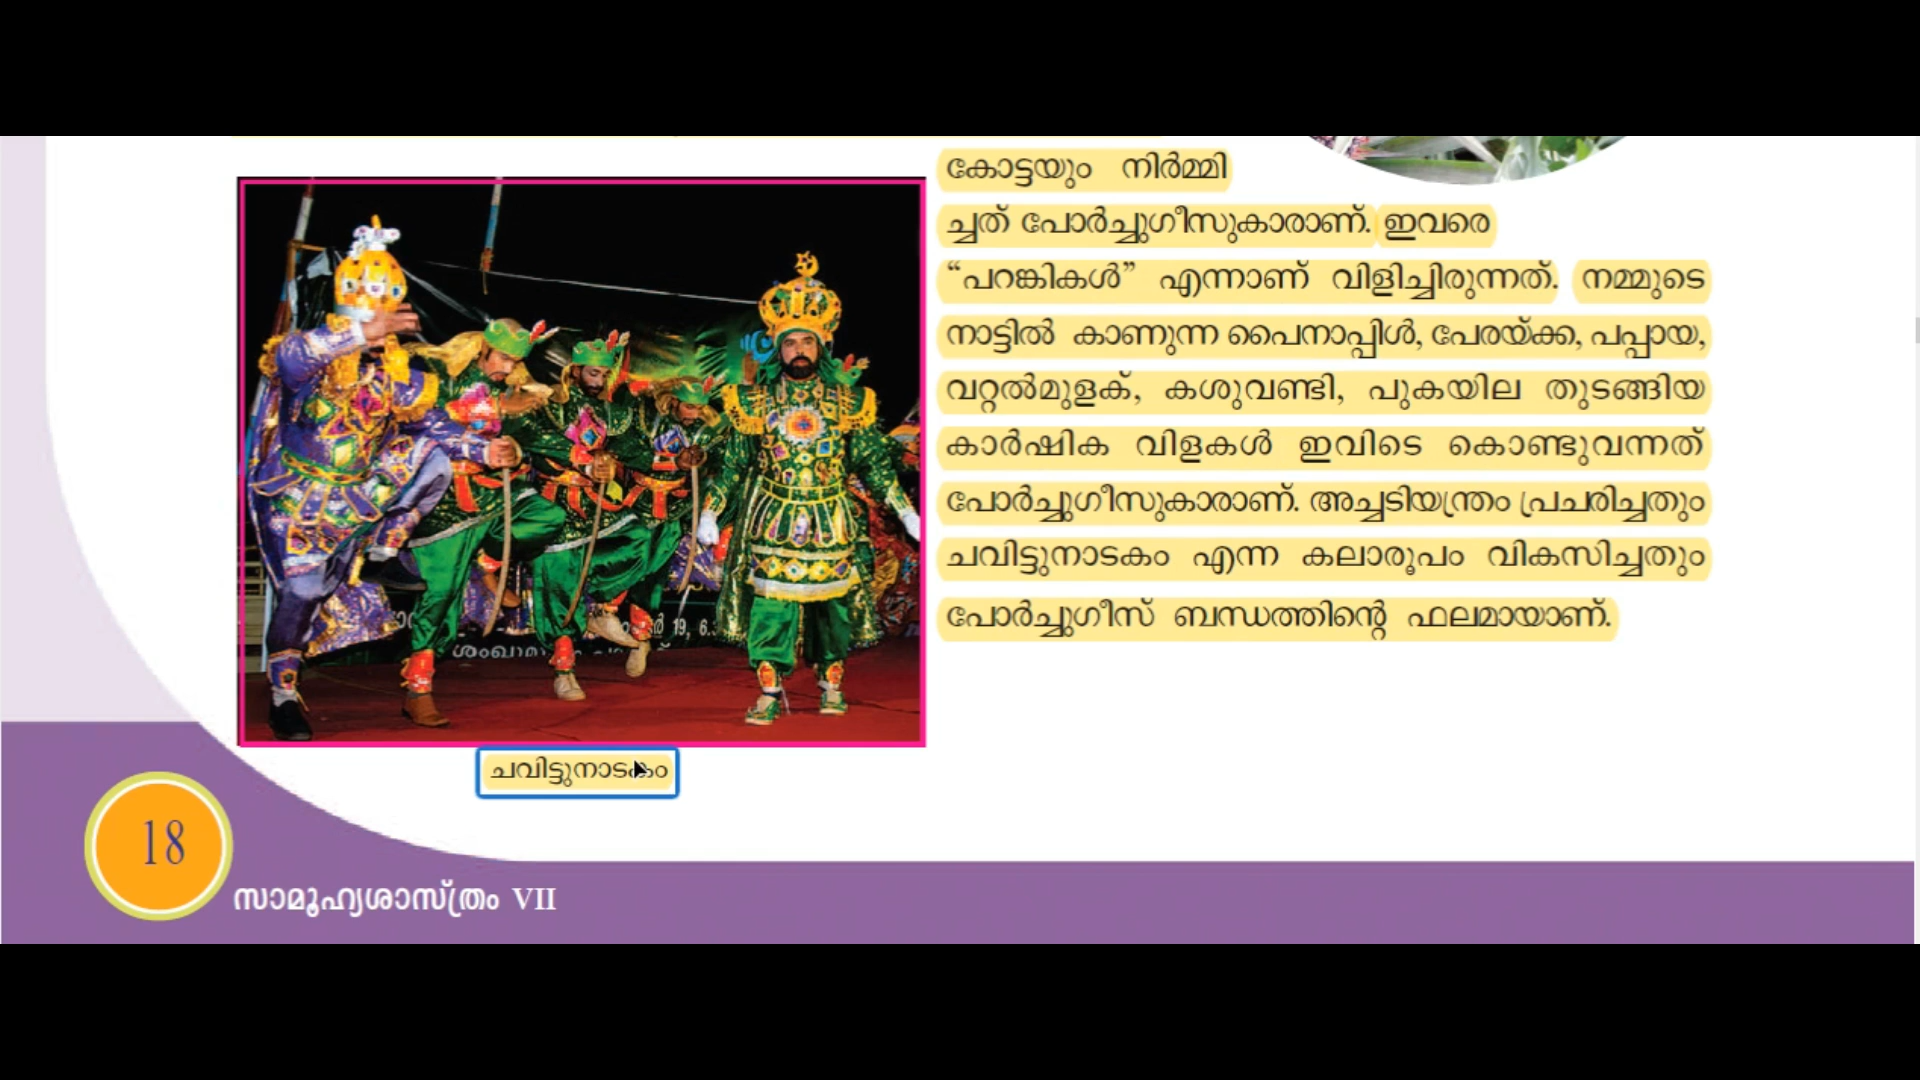 കോട്ടയും നിർമ്മി
ച്ചത് പോർച്ചുഗീസുകാരാണ്. ഇവരെ
“പറങ്കികൾ” എന്നാണ് വിളിച്ചിരുന്നത്. നമ്മുടെ
നാട്ടിൽ കാണുന്ന പൈനാപ്പിൾ, പേരയ്ക്ക, പപ്പായ,
വറ്റൽമുളക്, കശുവണ്ടി, പുകയില തുടങ്ങിയ
കാർഷിക വിളകൾ ഇവിടെ കൊണ്ടുവന്നത്
പോർച്ചുഗീസുകാരാണ്. അച്ചടിയന്ത്രം പ്രചരിച്ചതും
ചവിട്ടുനാടകം എന്ന കലാരൂപം വികസിച്ചതും
പോർച്ചുഗീസ് ബന്ധത്തിന്റെ ഫലമായാണ്.
19, 6.
ചവിട്ടുനാടകം
18
സാമൂഹ്യശാസ്ത്രം VII